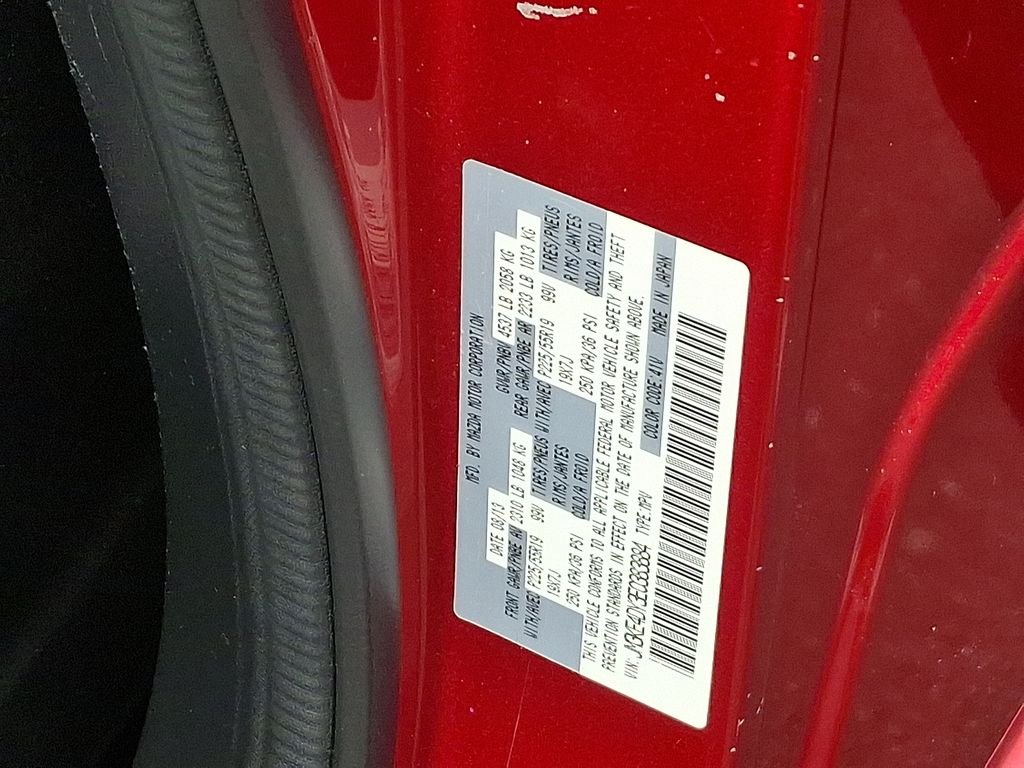 MFD. BY MAZDA MOTOR CORPORATION
DATE 08/13 GVWR/PNBV 4537 LB 2058 KG
FRONT GAWR/PNBE AV 2310 LB 1048 KG REAR GAWR/PNBE AR 2233 LB 1013 KG
WITH/AVEC P225/55R19 99V TIRES/PNEUS WITH/AVEC P225/55R19 99V TIRES/PNEUS
19X7J RIMS/JANTES 19X7J RIMS/JANTES
250 KPA/36 PSI COLD/A FROID 250 KPA/36 PSI COLD/A FROID
THIS VEHICLE CONFORMS TO ALL APPLICABLE FEDERAL MOTOR VEHICLE SAFETY AND THEFT
PREVENTION STANDARDS IN EFFECT ON THE DATE OF MANUFACTURE SHOWN ABOVE.
VIN: JM3KE4DY3E0383884 TYPE:MPV COLOR CODE:41V MADE IN JAPAN